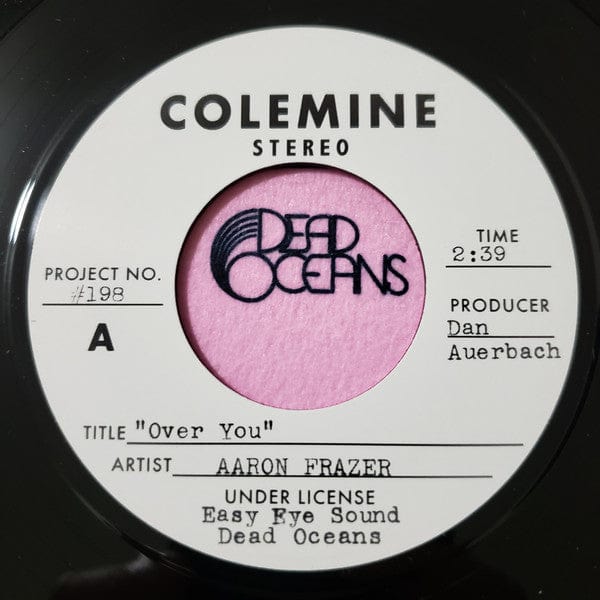 COLEMINE
STEREO
DEAD
OCEANS
PROJECT NO.
#198
A
TIME
2:39
PRODUCER
Dan
Auerbach
TITLE "Over You"
ARTIST AARON FRAZER
UNDER LICENSE
Easy Eye Sound
Dead Oceans